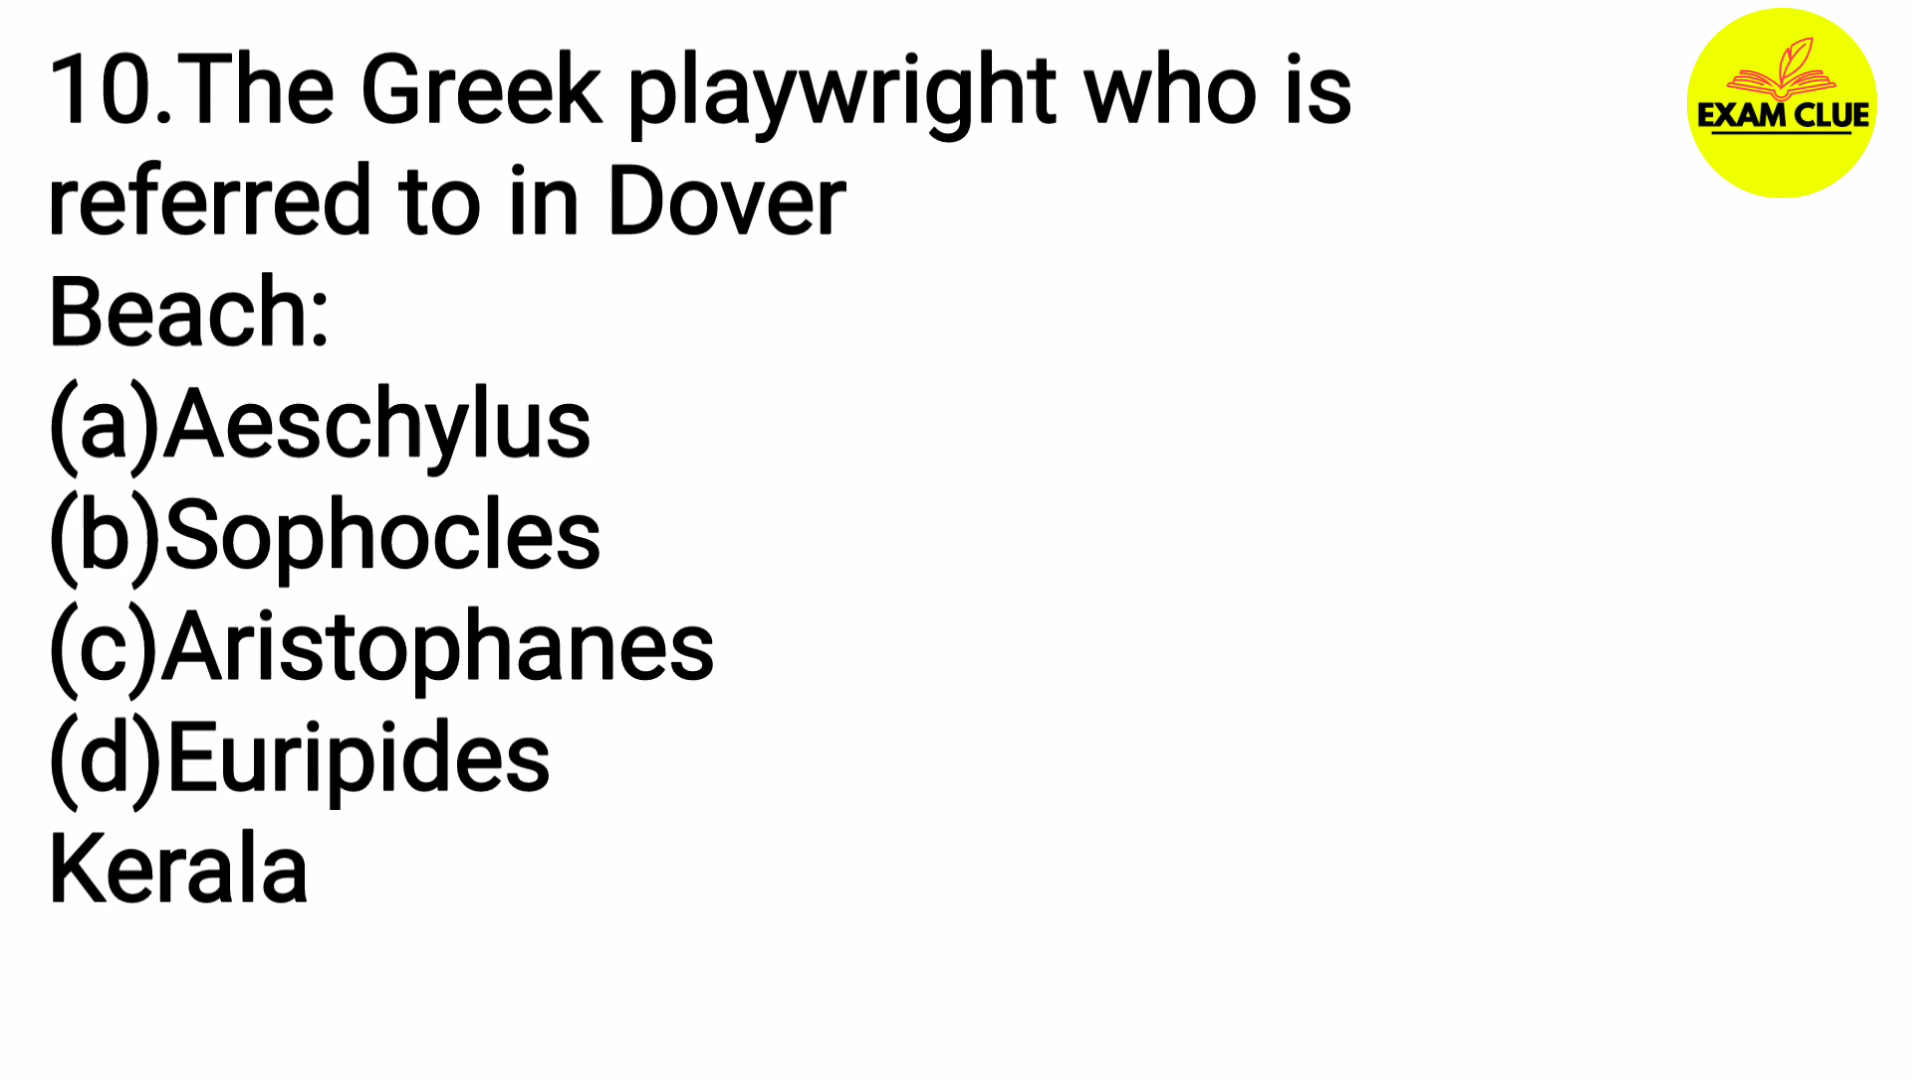 10.The Greek playwright who is
referred to in Dover
Beach:
(a)Aeschylus
(b)Sophocles
(c)Aristophanes
(d)Euripides
Kerala
EXAM CLUE